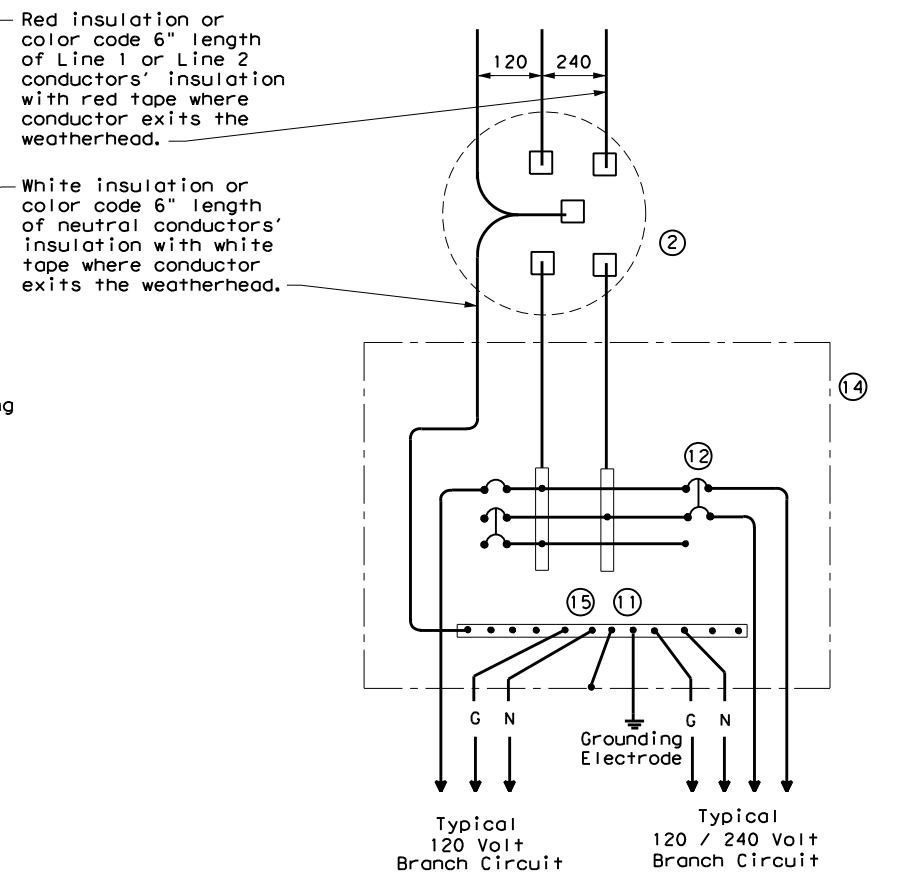 Red insulation or
color code 6" length
of Line 1 or Line 2
conductors' insulation
with red tape where
conductor exits the
weatherhead.
120
240
White insulation or
color code 6" length
of neutral conductors'
insulation with white
tape where conductor
exits the weatherhead.
2
14
12
15
11
G
N
G
N
Grounding
Electrode
Typical
120 Volt
Branch Circuit
Typical
120 / 240 Volt
Branch Circuit